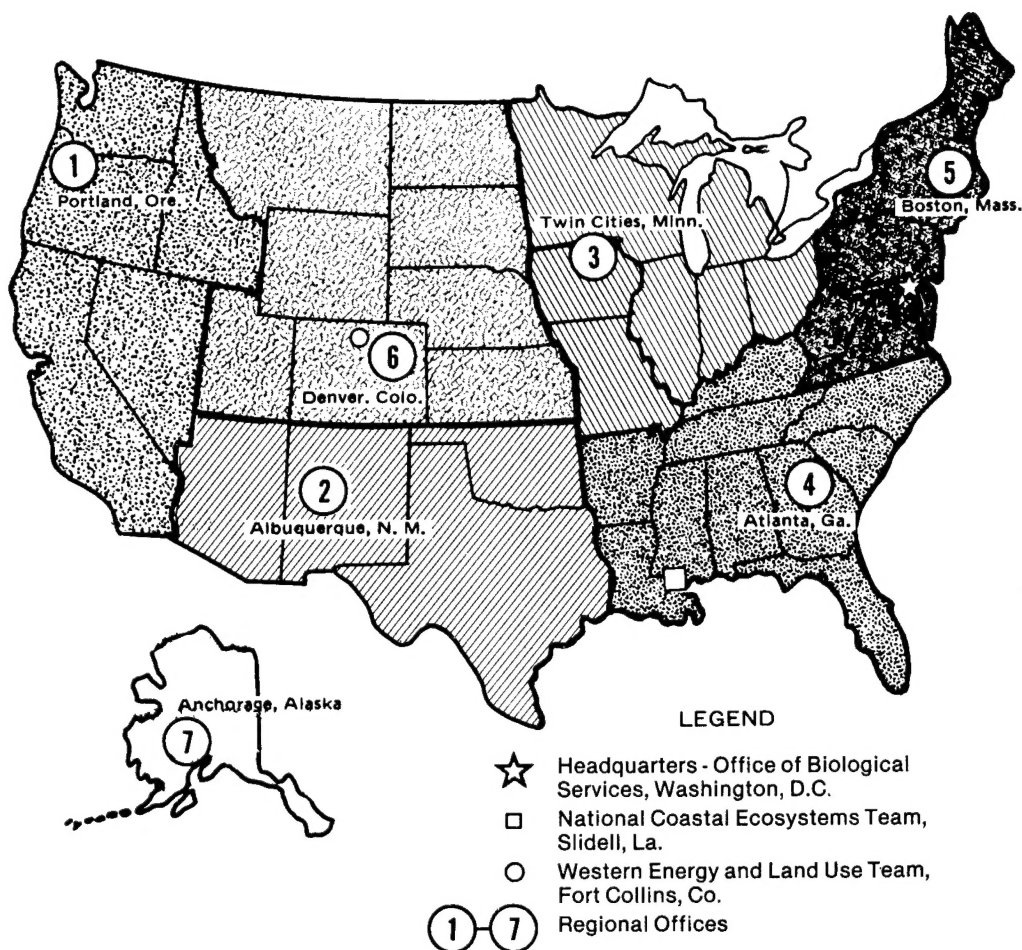 1
Portland, Ore.
5
Boston, Mass.
Twin Cities, Minn.
3
6
Denver. Colo.
2
Albuquerque, N. M.
4
Atlanta, Ga.
Anchorage, Alaska
7
LEGEND
Headquarters - Office of Biological
Services, Washington, D.C.
National Coastal Ecosystems Team,
Slidell, La.
Western Energy and Land Use Team,
Fort Collins, Co.
1-7 Regional Offices